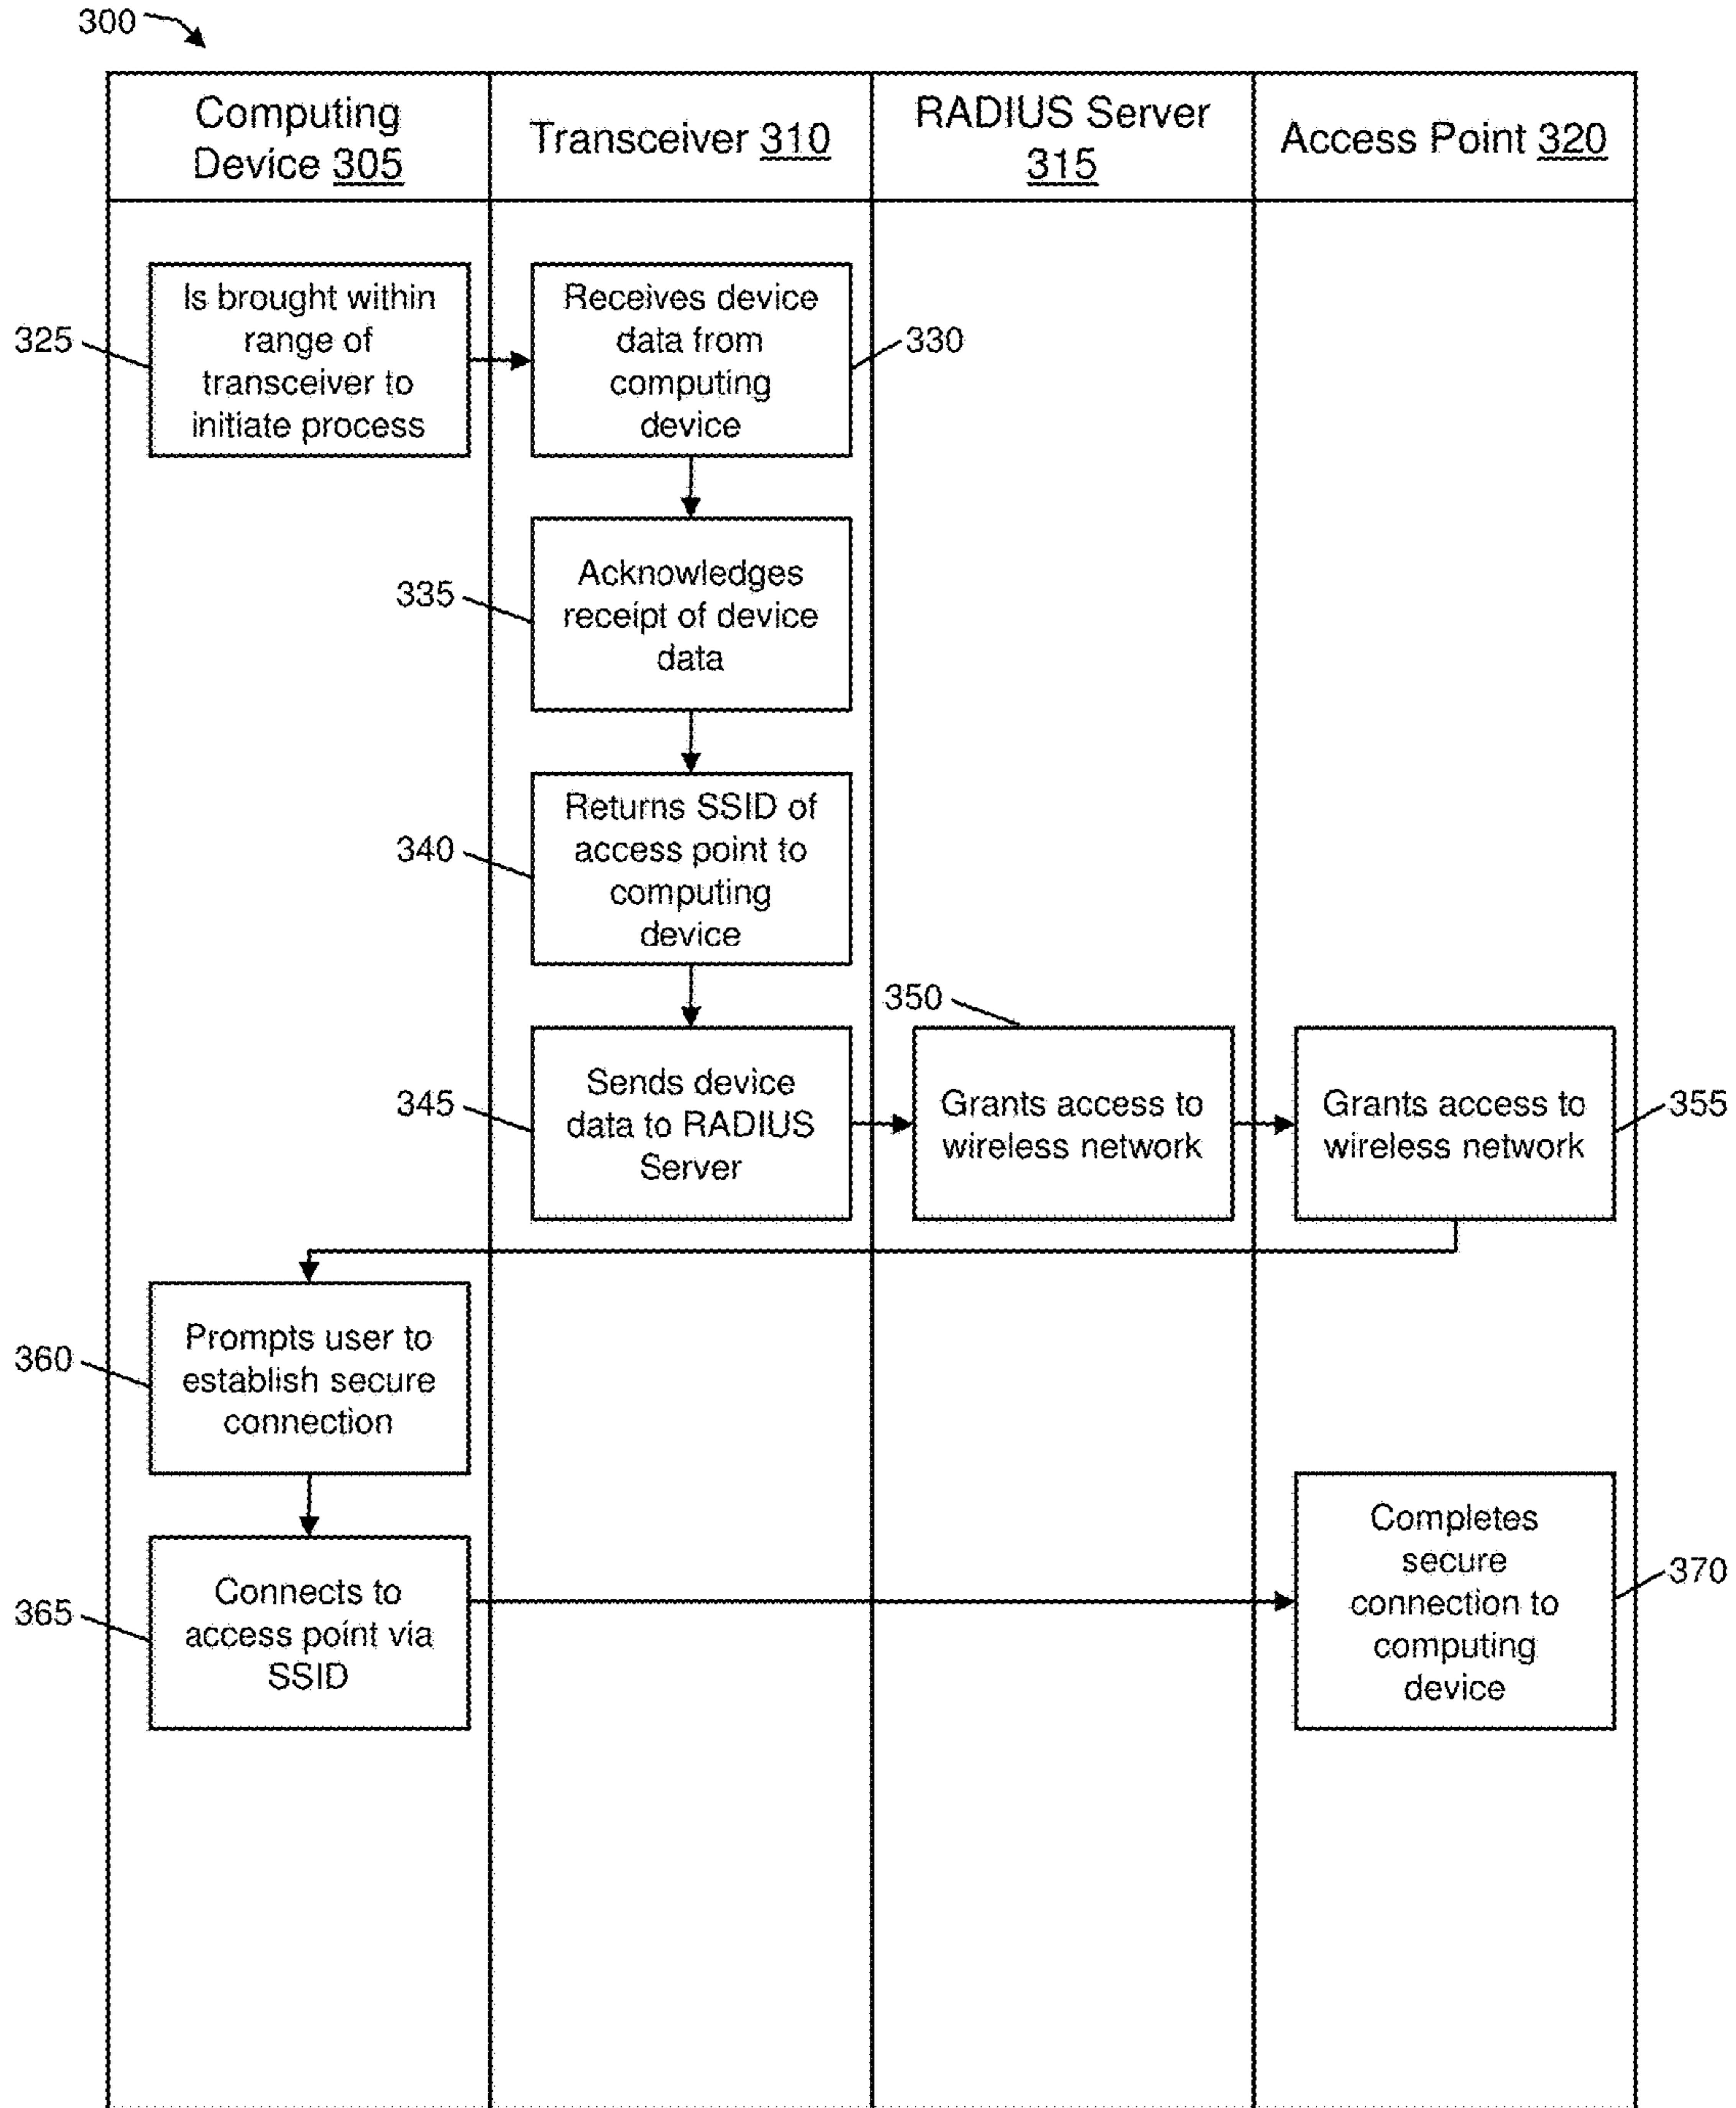 300
Computing
Device 305
Transceiver 310
RADIUS Server
315
Access Point 320
325
Is brought within
range of
transceiver to
initiate process
Receives device
data from
computing
device
330
335
Acknowledges
receipt of device
data
340
Returns SSID of
access point to
computing
device
345
Sends device
data to RADIUS
Server
350
Grants access to
wireless network
Grants access to
wireless network
355
360
Prompts user to
establish secure
connection
365
Connects to
access point via
SSID
Completes
secure
connection to
computing
device
370